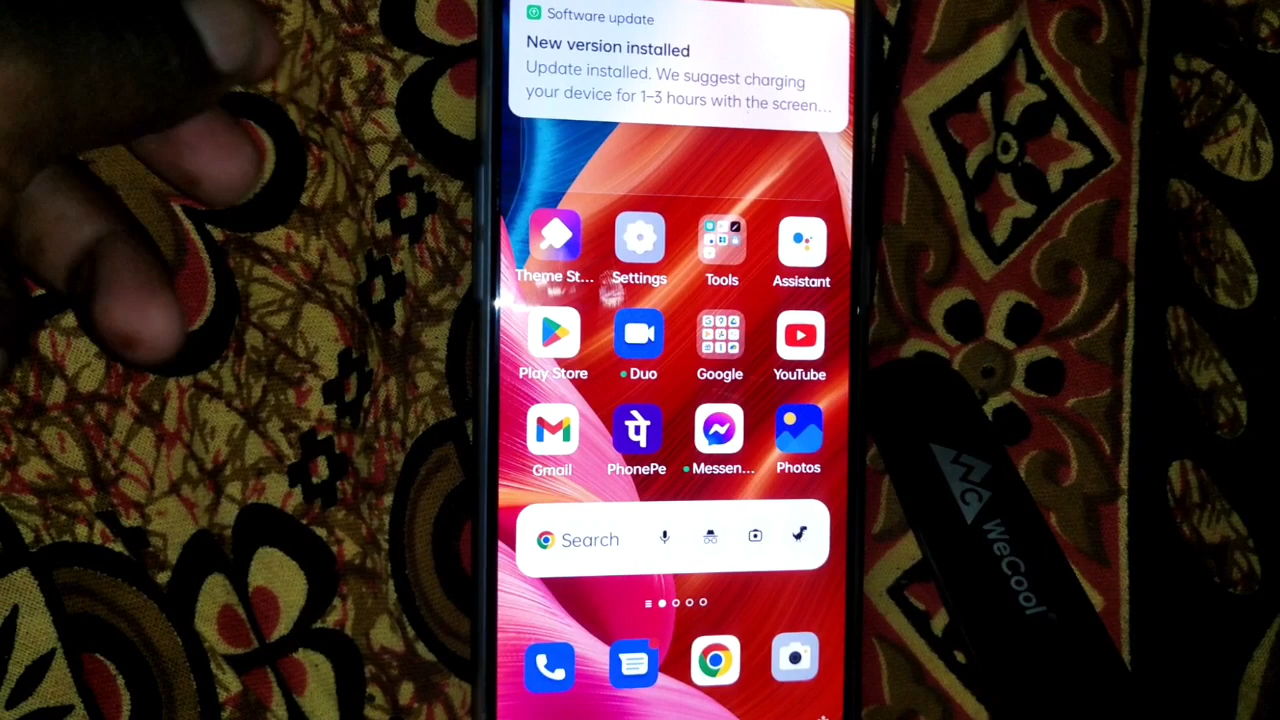 Software update
New version installed
Update installed. We suggest charging
your device for 1–3 hours with the screen...
Theme St...
Settings
Tools
Assistant
Play Store
Duo
Google
YouTube
Gmail
पे
PhonePe
Messen...
Photos
Search
WeCool